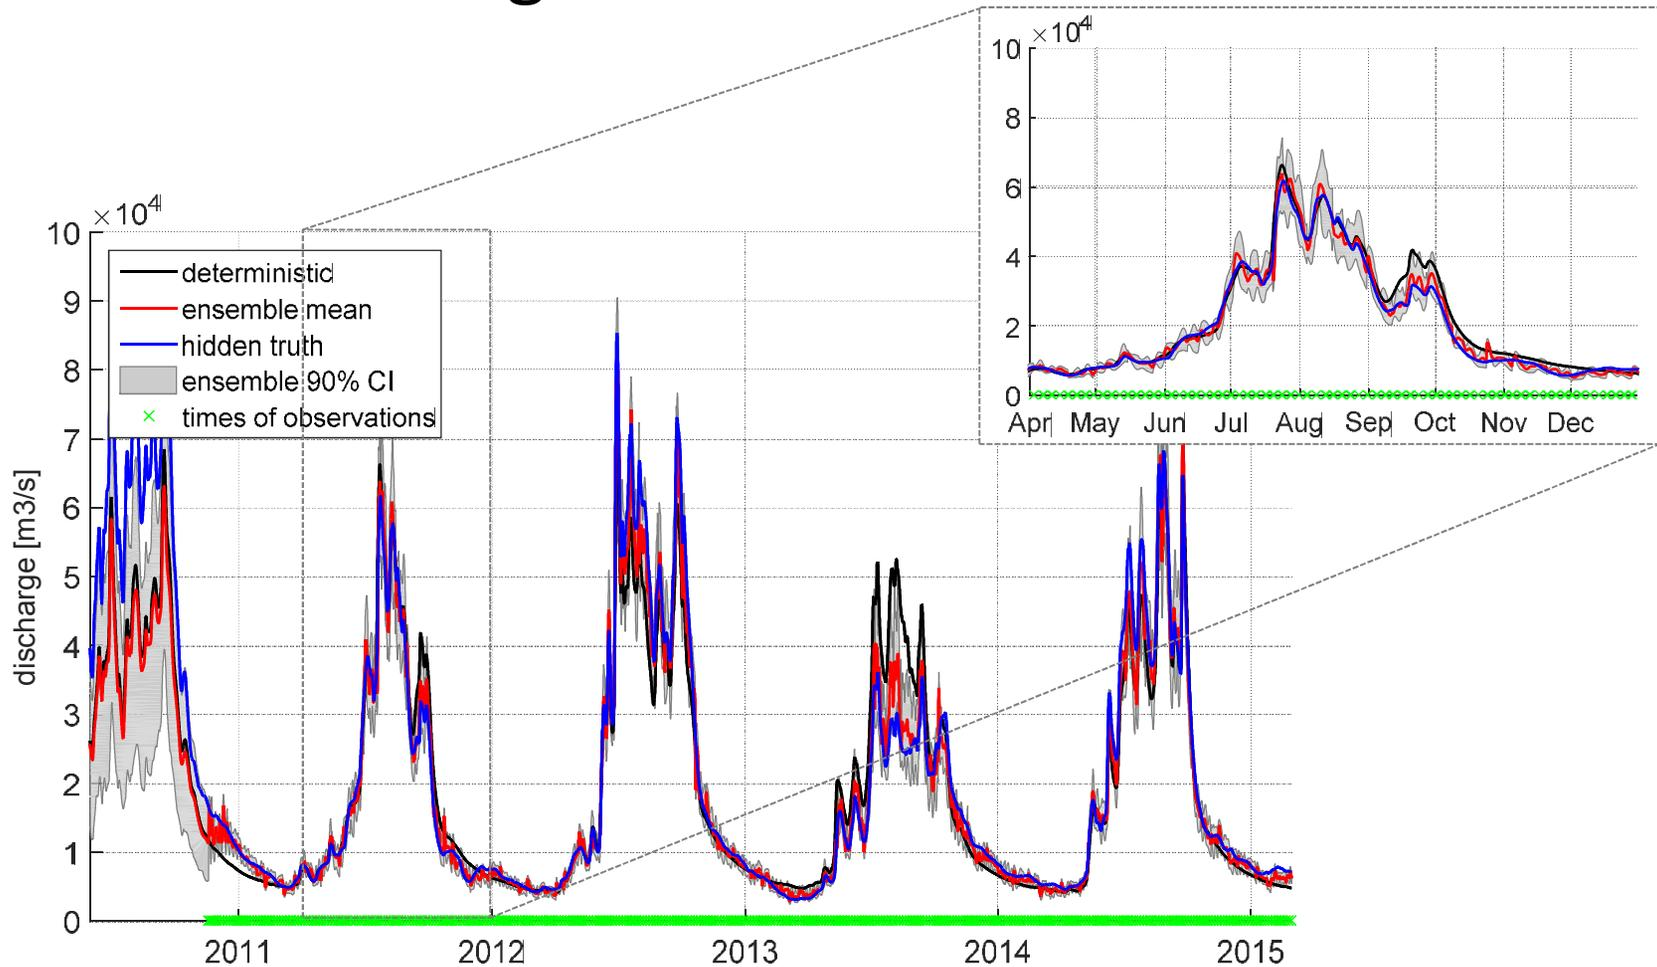 ×10⁴
10
8
6
4
2
0
Apr May Jun Jul Aug Sep Oct Nov Dec
×10⁴
10
9
8
7
6
5
4
3
2
1
0
discharge [m3/s]
deterministic
ensemble mean
hidden truth
ensemble 90% CI
times of observations
2011 2012 2013 2014 2015